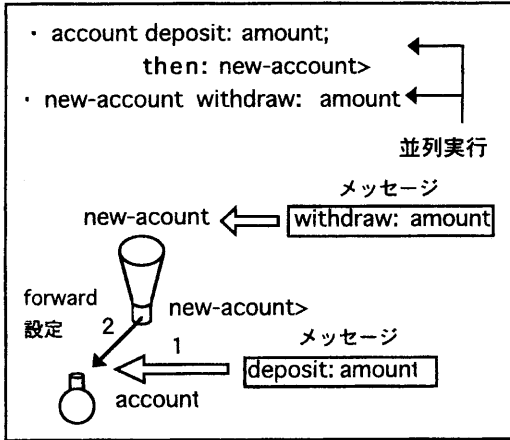 ・ account deposit: amount;
then: new-account>
・ new-account withdraw: amount
並列実行
メッセージ
new-acount
withdraw: amount
forward
設定
2
new-acount>
1
メッセージ
deposit: amount
account